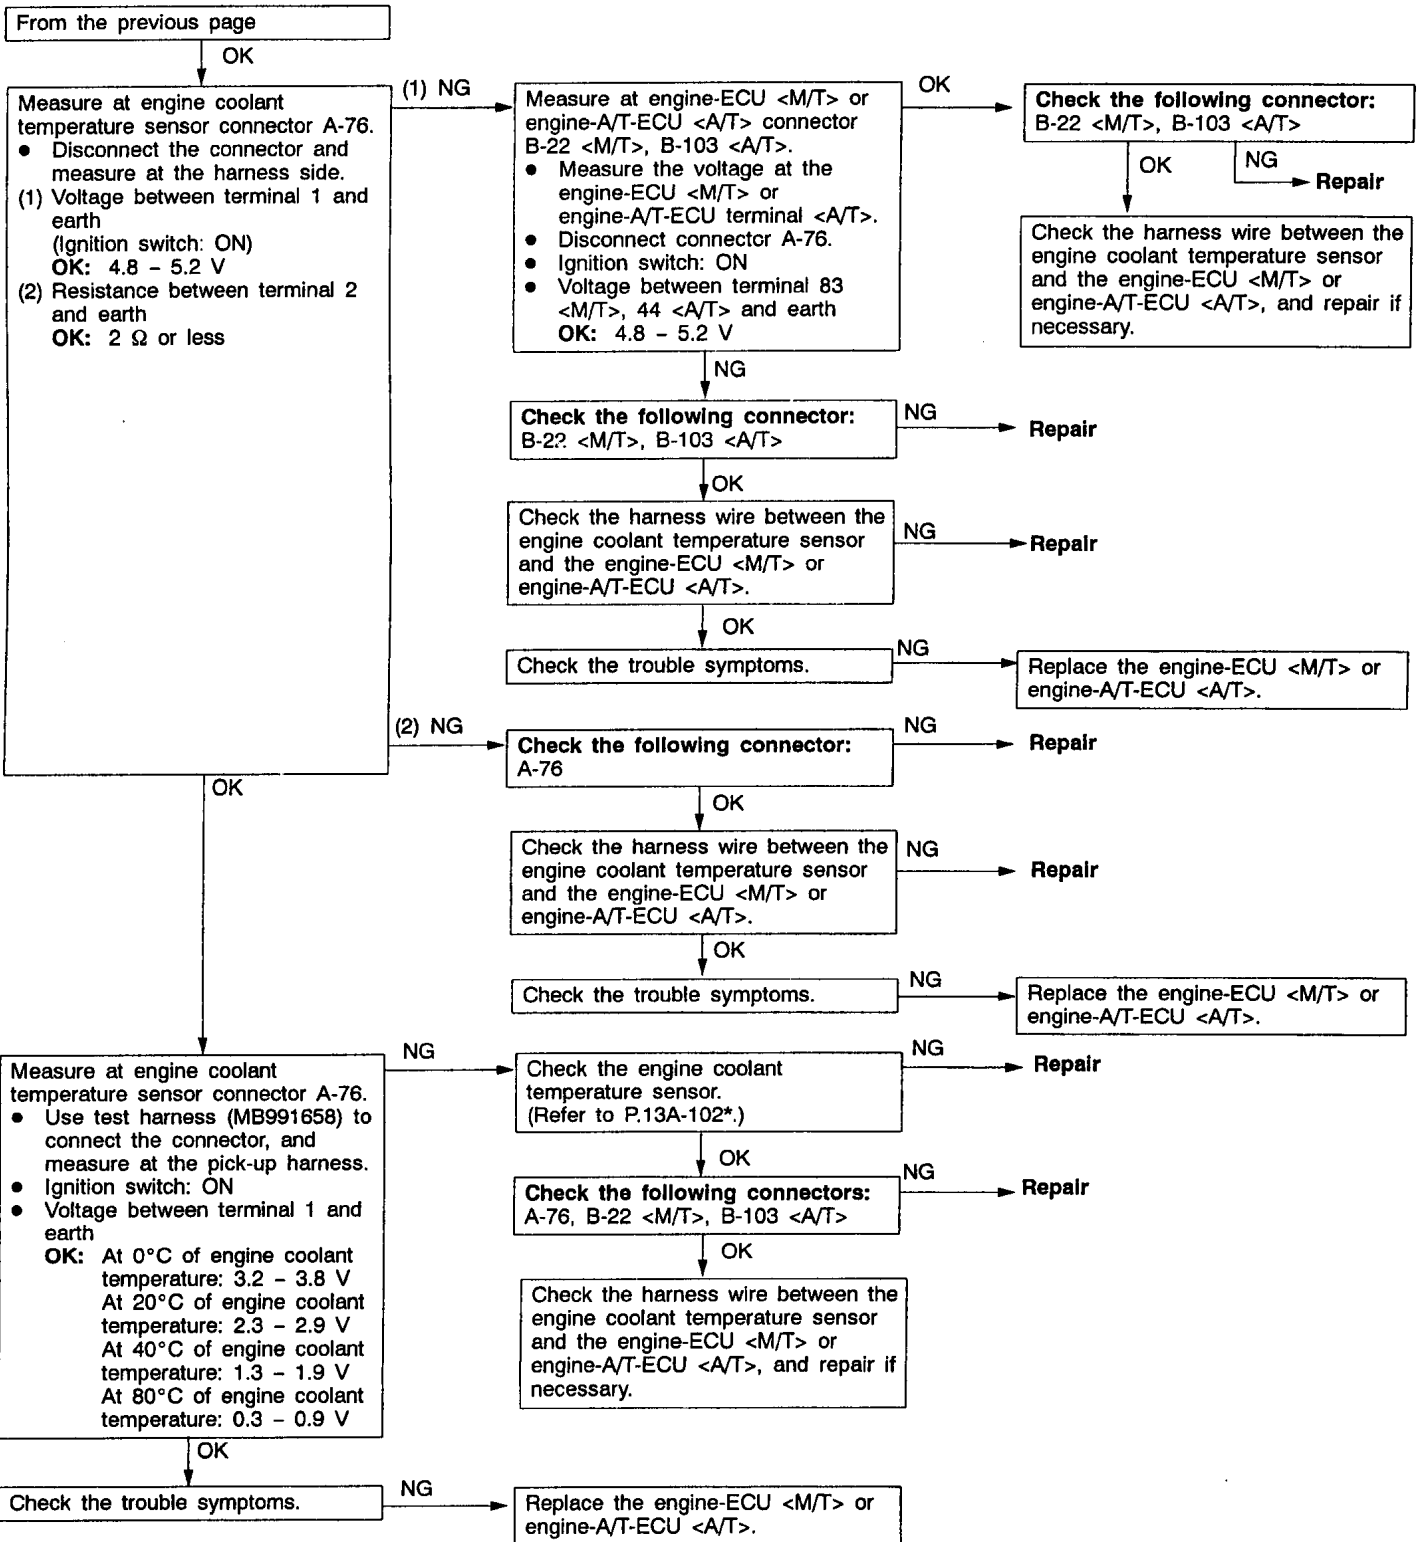 From the previous page
OK
Measure at engine coolant
temperature sensor connector A-76.
● Disconnect the connector and
measure at the harness side.
(1) Voltage between terminal 1 and
earth
(Ignition switch: ON)
OK: 4.8 – 5.2 V
(2) Resistance between terminal 2
and earth
OK: 2 Ω or less
(1) NG
Measure at engine-ECU <M/T> or
engine-A/T-ECU <A/T> connector
B-22 <M/T>, B-103 <A/T>.
● Measure the voltage at the
engine-ECU <M/T> or
engine-A/T-ECU terminal <A/T>.
● Disconnect connector A-76.
● Ignition switch: ON
● Voltage between terminal 83
<M/T>, 44 <A/T> and earth
OK: 4.8 – 5.2 V
OK
Check the following connector:
B-22 <M/T>, B-103 <A/T>
OK
NG
Repair
Check the harness wire between the
engine coolant temperature sensor
and the engine-ECU <M/T> or
engine-A/T-ECU <A/T>, and repair if
necessary.
NG
Check the following connector:
B-22 <M/T>, B-103 <A/T>
NG
Repair
OK
Check the harness wire between the
engine coolant temperature sensor
and the engine-ECU <M/T> or
engine-A/T-ECU <A/T>.
NG
Repair
OK
Check the trouble symptoms.
NG
Replace the engine-ECU <M/T> or
engine-A/T-ECU <A/T>.
(2) NG
Check the following connector:
A-76
NG
Repair
OK
Check the harness wire between the
engine coolant temperature sensor
and the engine-ECU <M/T> or
engine-A/T-ECU <A/T>.
NG
Repair
OK
Check the trouble symptoms.
NG
Replace the engine-ECU <M/T> or
engine-A/T-ECU <A/T>.
OK
Measure at engine coolant
temperature sensor connector A-76.
● Use test harness (MB991658) to
connect the connector, and
measure at the pick-up harness.
● Ignition switch: ON
● Voltage between terminal 1 and
earth
OK: At 0°C of engine coolant
temperature: 3.2 – 3.8 V
At 20°C of engine coolant
temperature: 2.3 – 2.9 V
At 40°C of engine coolant
temperature: 1.3 – 1.9 V
At 80°C of engine coolant
temperature: 0.3 – 0.9 V
NG
Check the engine coolant
temperature sensor.
(Refer to P.13A-102*.)
NG
Repair
OK
Check the following connectors:
A-76, B-22 <M/T>, B-103 <A/T>
NG
Repair
OK
Check the harness wire between the
engine coolant temperature sensor
and the engine-ECU <M/T> or
engine-A/T-ECU <A/T>, and repair if
necessary.
OK
Check the trouble symptoms.
NG
Replace the engine-ECU <M/T> or
engine-A/T-ECU <A/T>.